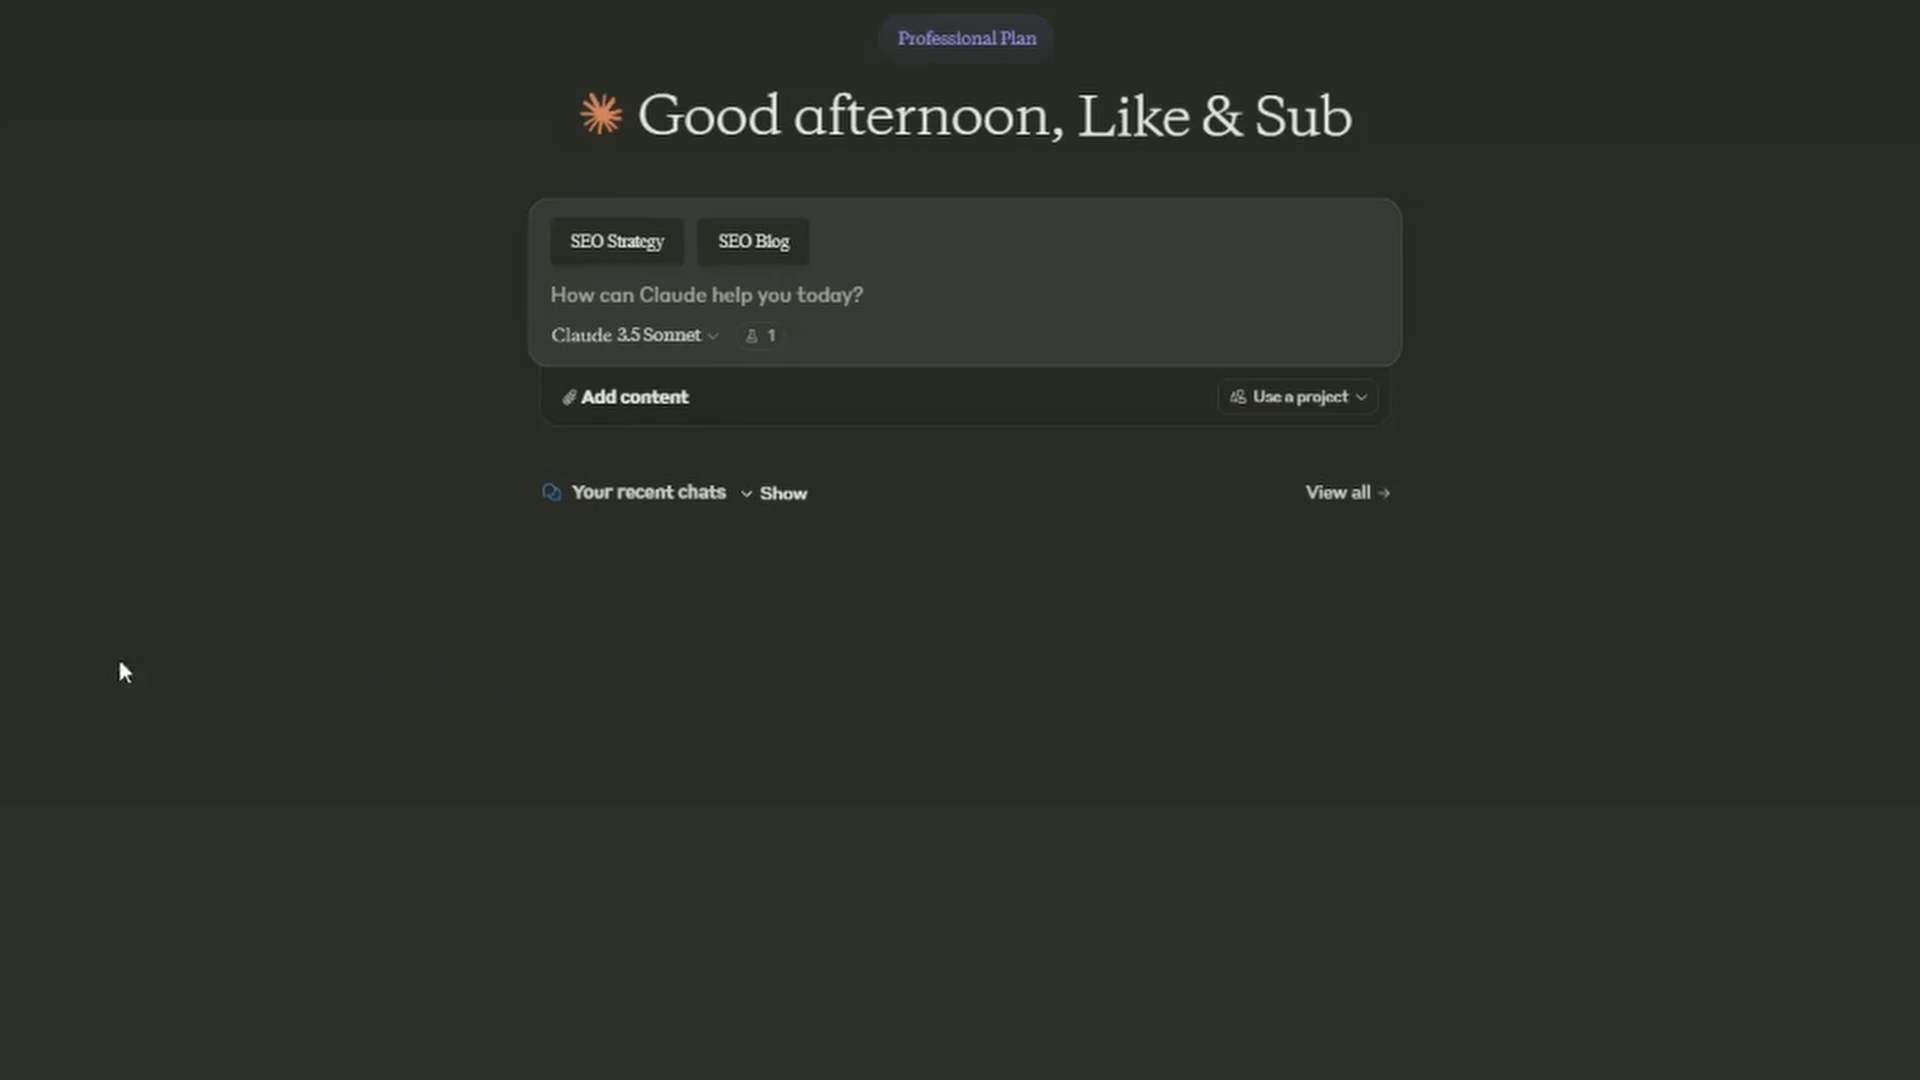 Professional Plan
Good afternoon, Like & Sub
SEO Strategy SEO Blog
How can Claude help you today?
Claude 3.5 Sonnet 1
Add content Use a project
Your recent chats Show View all →